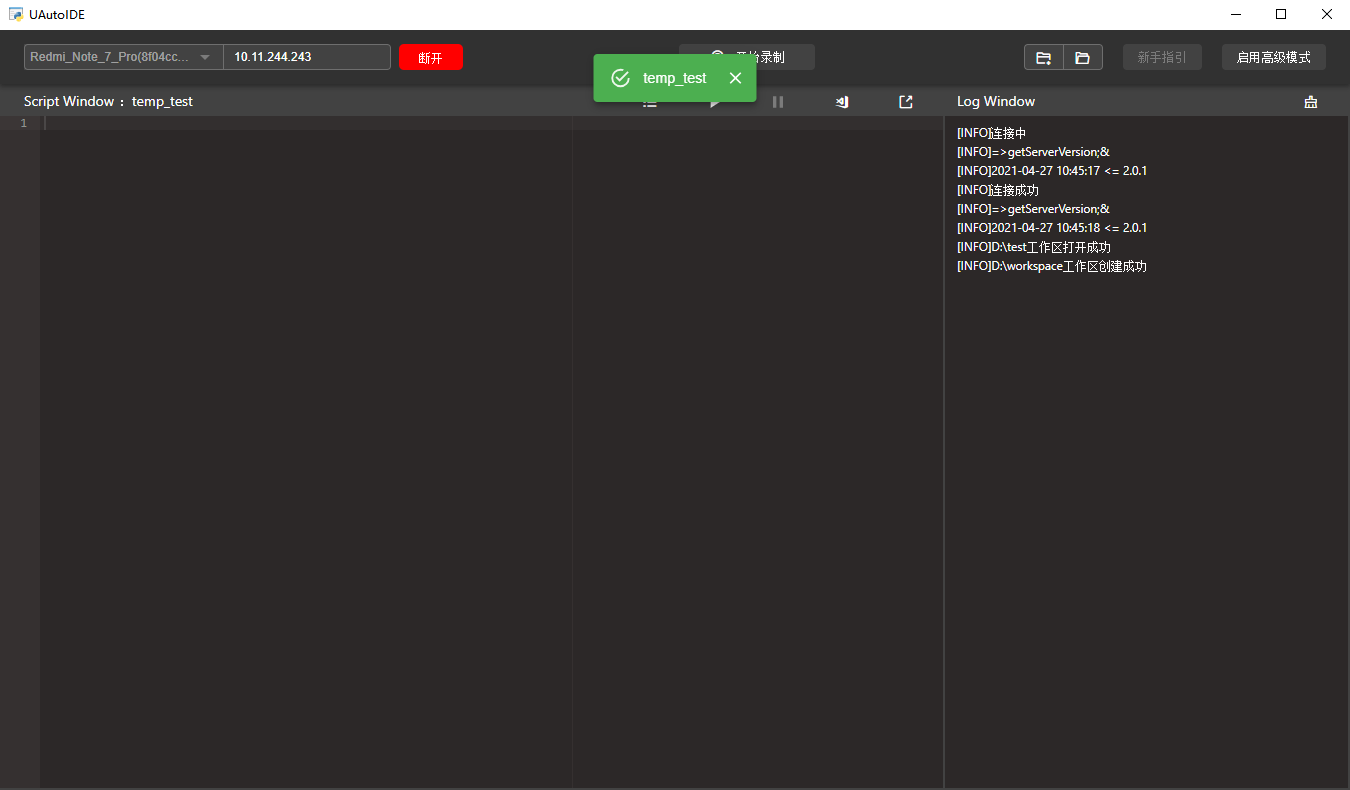 UAutoIDE
Redmi_Note_7_Pro(8f04cc...
10.11.244.243
断开
始录制
新手指引
启用高级模式
temp_test
Script Window : temp_test
Log Window
1
[INFO]连接中
[INFO]=>getServerVersion;&
[INFO]2021-04-27 10:45:17 <= 2.0.1
[INFO]连接成功
[INFO]=>getServerVersion;&
[INFO]2021-04-27 10:45:18 <= 2.0.1
[INFO]D:\test工作区打开成功
[INFO]D:\workspace工作区创建成功